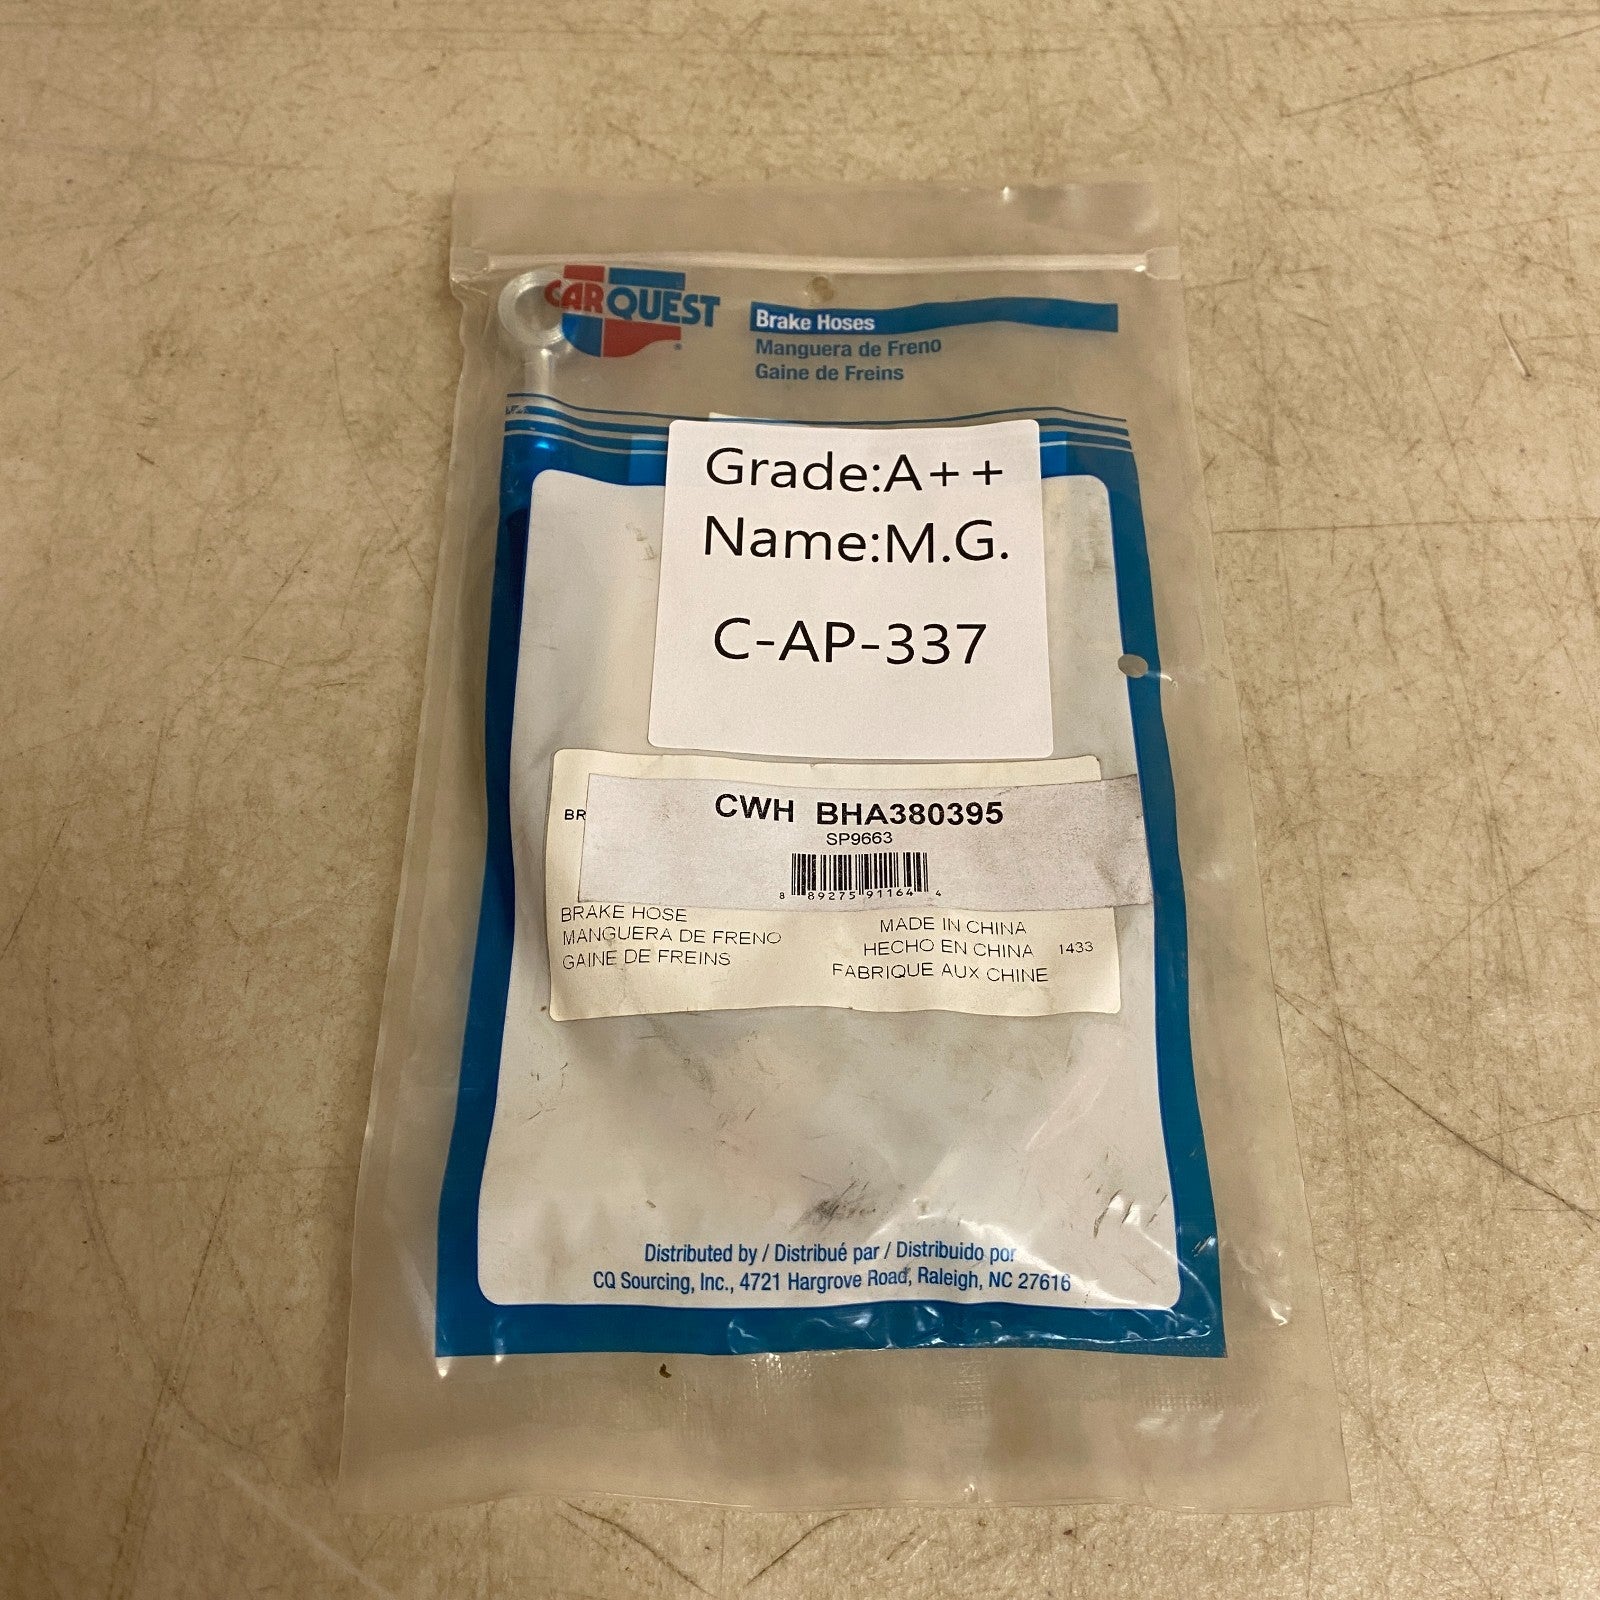 CARQUEST
Brake Hoses
Manguera de Freno
Gaine de Freins
Grade:A++
Name:M.G.
C-AP-337
BR
CWH BHA380395
SP9663
8 89275 91164 4
BRAKE HOSE
MANGUERA DE FRENO
GAINE DE FREINS
MADE IN CHINA
HECHO EN CHINA 1433
FABRIQUE AUX CHINE
Distributed by / Distribué par / Distribuido por
CQ Sourcing, Inc., 4721 Hargrove Road, Raleigh, NC 27616